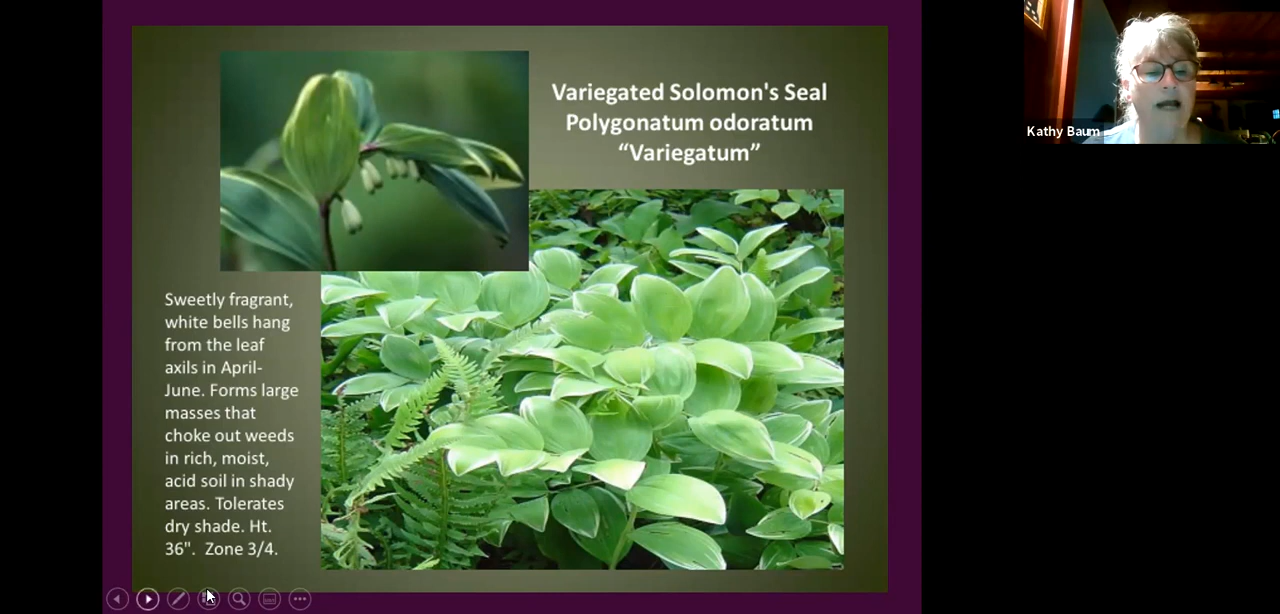 Variegated Solomon's Seal
Polygonatum odoratum
“Variegatum”
Sweetly fragrant,
white bells hang
from the leaf
axils in April-
June. Forms large
masses that
choke out weeds
in rich, moist,
acid soil in shady
areas. Tolerates
dry shade. Ht.
36". Zone 3/4.
Kathy Baum